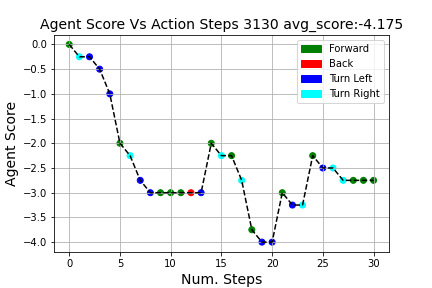 Agent Score Vs Action Steps 3130 avg_score:-4.175
Forward
Back
Turn Left
Turn Right
Agent Score
0.0
−0.5
−1.0
−1.5
−2.0
−2.5
−3.0
−3.5
−4.0
0 5 10 15 20 25 30
Num. Steps